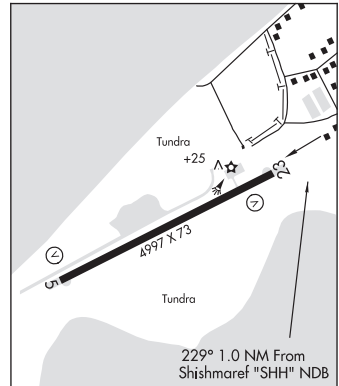 Tundra
+25
23
4997 X 73
5
Tundra
229° 1.0 NM From
Shishmaref "SHH" NDB